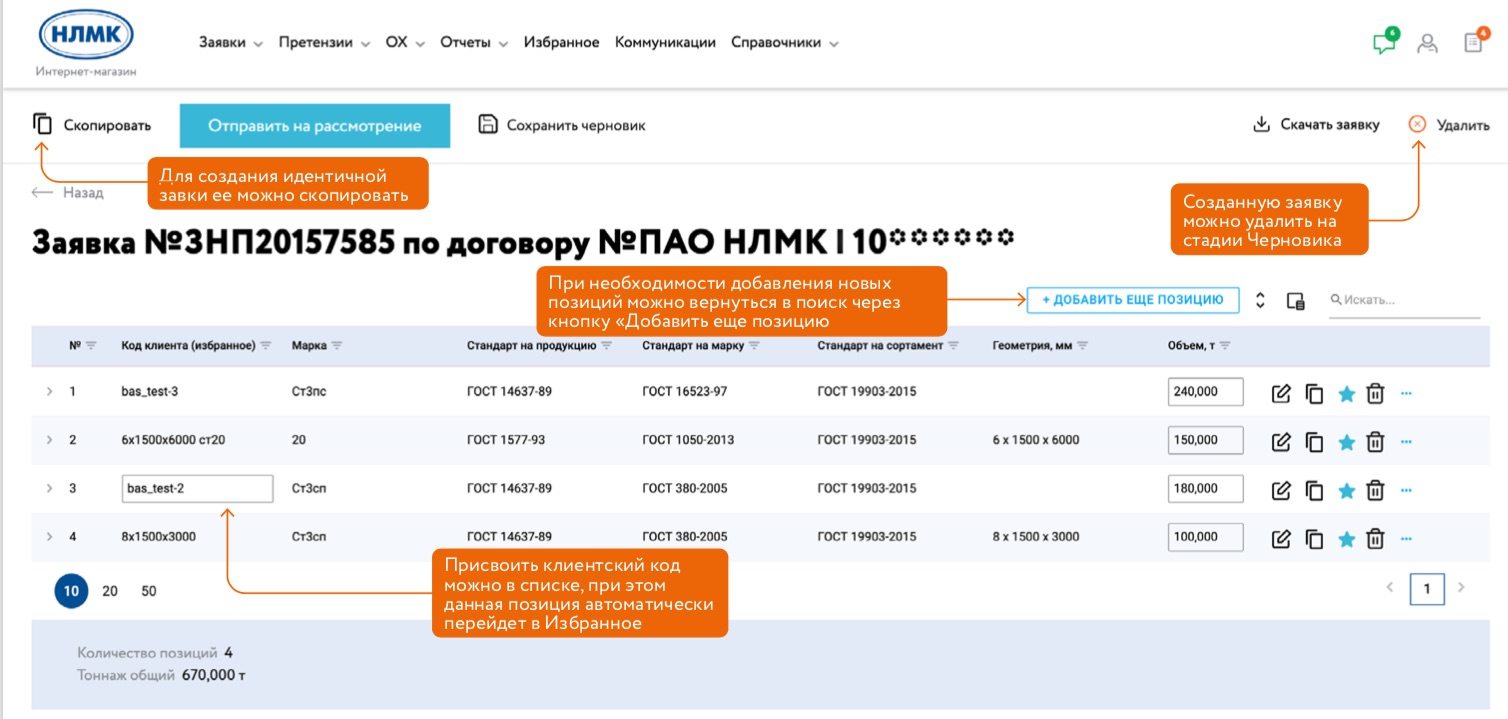 НЛМК
Интернет-магазин
Заявки Претензии ОХ Отчеты Избранное Коммуникации Справочники
6
4
Скопировать
Отправить на рассмотрение
Сохранить черновик
Скачать заявку
Удалить
Для создания идентичной
завки ее можно скопировать
Назад
Созданную заявку
можно удалить на
стадии Черновика
Заявка №ЗНП20157585 по договору №ПАО НЛМК | 10******
При необходимости добавления новых
позиций можно вернуться в поиск через
кнопку «Добавить еще позицию
+ ДОБАВИТЬ ЕЩЕ ПОЗИЦИЮ
Искать...
№ Код клиента (избранное) Марка Стандарт на продукцию Стандарт на марку Стандарт на сортамент Геометрия, мм Объем, т
1 bas_test-3 Ст3пс ГОСТ 14637-89 ГОСТ 16523-97 ГОСТ 19903-2015 240,000
2 6x1500x6000 ст20 20 ГОСТ 1577-93 ГОСТ 1050-2013 ГОСТ 19903-2015 6 x 1500 x 6000 150,000
3 bas_test-2 Ст3сп ГОСТ 14637-89 ГОСТ 380-2005 ГОСТ 19903-2015 180,000
4 8x1500x3000 Ст3сп ГОСТ 14637-89 ГОСТ 380-2005 ГОСТ 19903-2015 8 x 1500 x 3000 100,000
Присвоить клиентский код
можно в списке, при этом
данная позиция автоматически
перейдет в Избранное
10 20 50
1
Количество позиций 4
Тоннаж общий 670,000 т